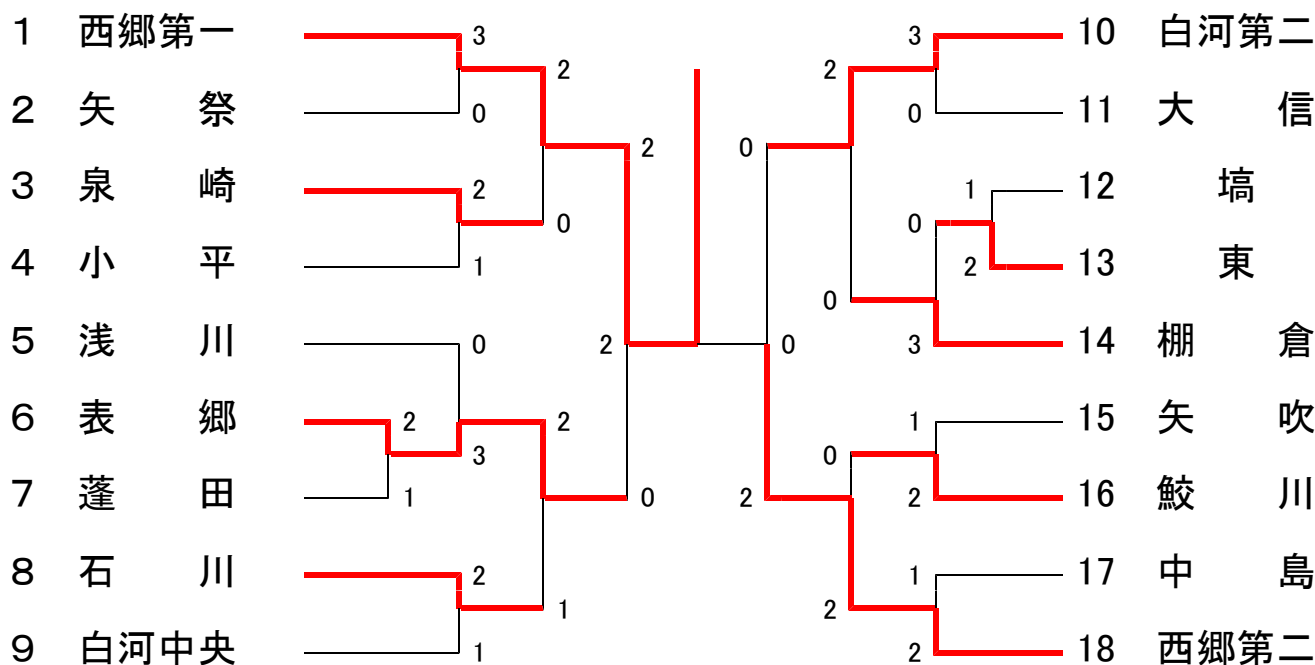 1 西郷第一 3 3 10 白河第二
2 2
2 矢 祭 0 0 11 大 信
2 0
3 泉 崎 2 1 12 塙
0 0
4 小 平 1 2 13 東
0
5 浅 川 0 2 0 3 14 棚 倉
6 表 郷 2 2 1 15 矢 吹
3 0
7 蓬 田 1 0 2 2 16 鮫 川
8 石 川 2 1 17 中 島
1 2
9 白河中央 1 2 18 西郷第二